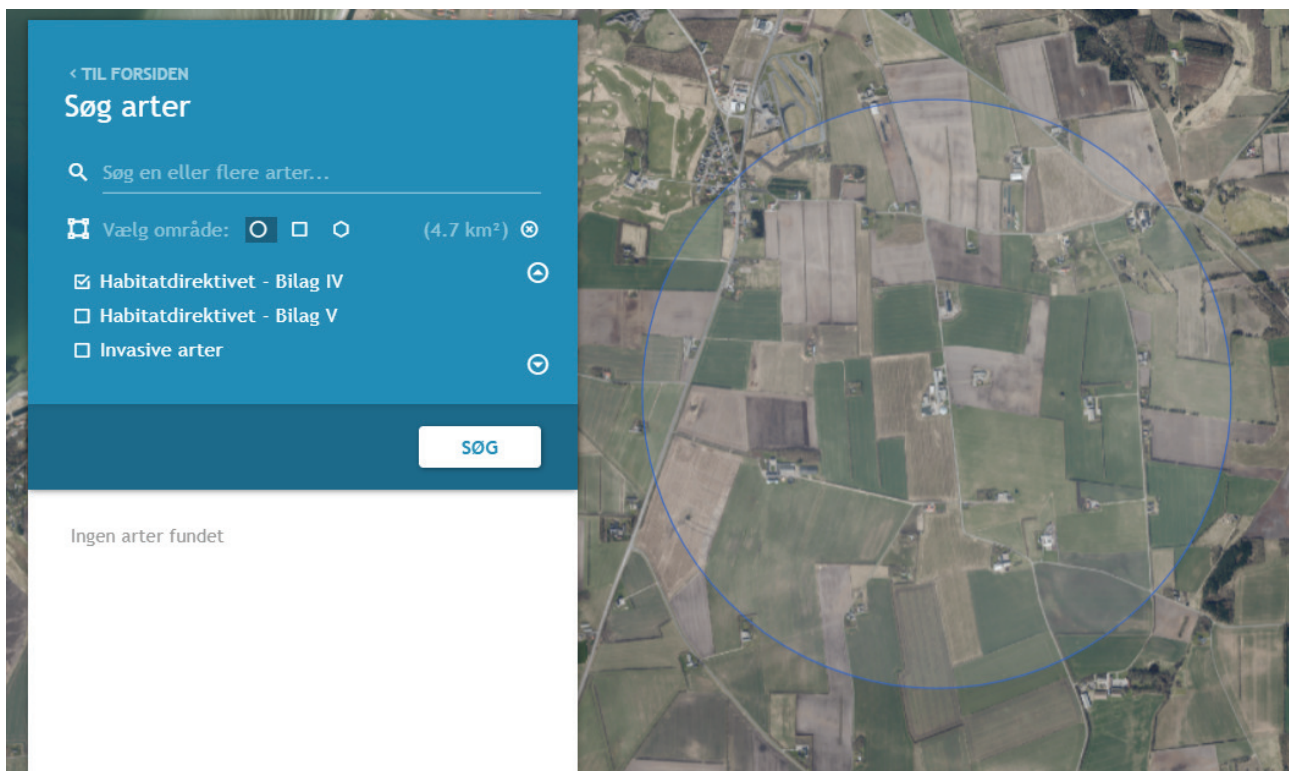 < TIL FORSIDEN
Søg arter
Søg en eller flere arter...
Vælg område: (4.7 km²)
Habitatdirektivet - Bilag IV
Habitatdirektivet - Bilag V
Invasive arter
SØG
Ingen arter fundet